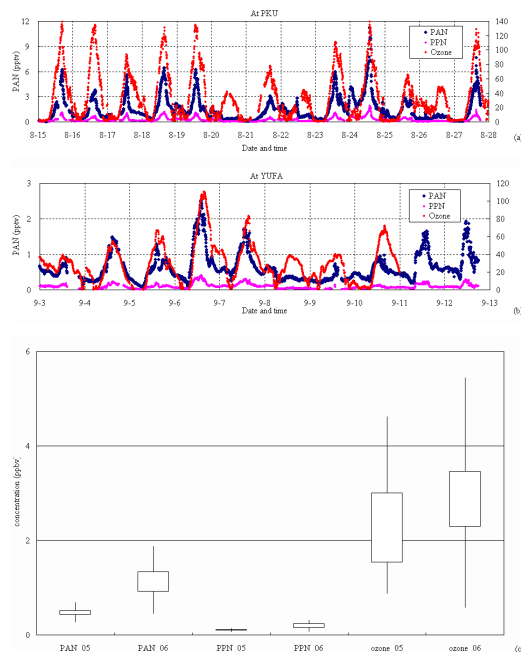 At PKU
12
9
6
3
0
PAN (ppbv)
140
120
100
80
60
40
20
0
PAN
PPN
Ozone
8-15 8-16 8-17 8-18 8-19 8-20 8-21 8-22 8-23 8-24 8-25 8-26 8-27 8-28
Date and time
(a)
At YUFA
3
2
1
0
PAN (ppbv)
120
100
80
60
40
20
0
PAN
PPN
Ozone
9-3 9-4 9-5 9-6 9-7 9-8 9-9 9-10 9-11 9-12 9-13
Date and time
(b)
6
4
2
0
concentration (ppbv)
PAN_05 PAN_06 PPN_05 PPN_06 ozone_05 ozone_06
(c)